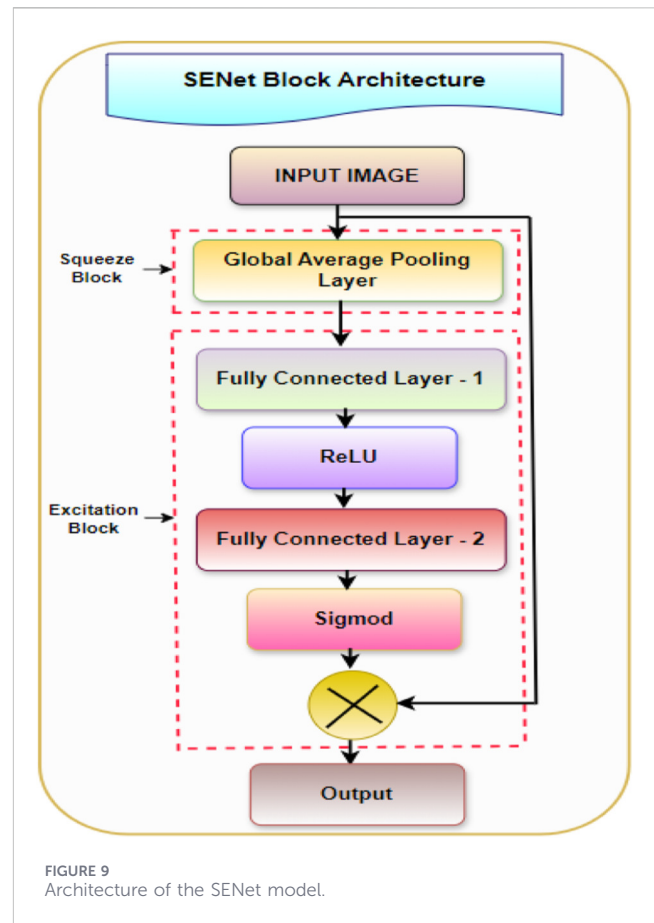 SENet Block Architecture
INPUT IMAGE
Squeeze
Block
Global Average Pooling
Layer
Fully Connected Layer - 1
ReLU
Excitation
Block
Fully Connected Layer - 2
Sigmod
Output
FIGURE 9
Architecture of the SENet model.